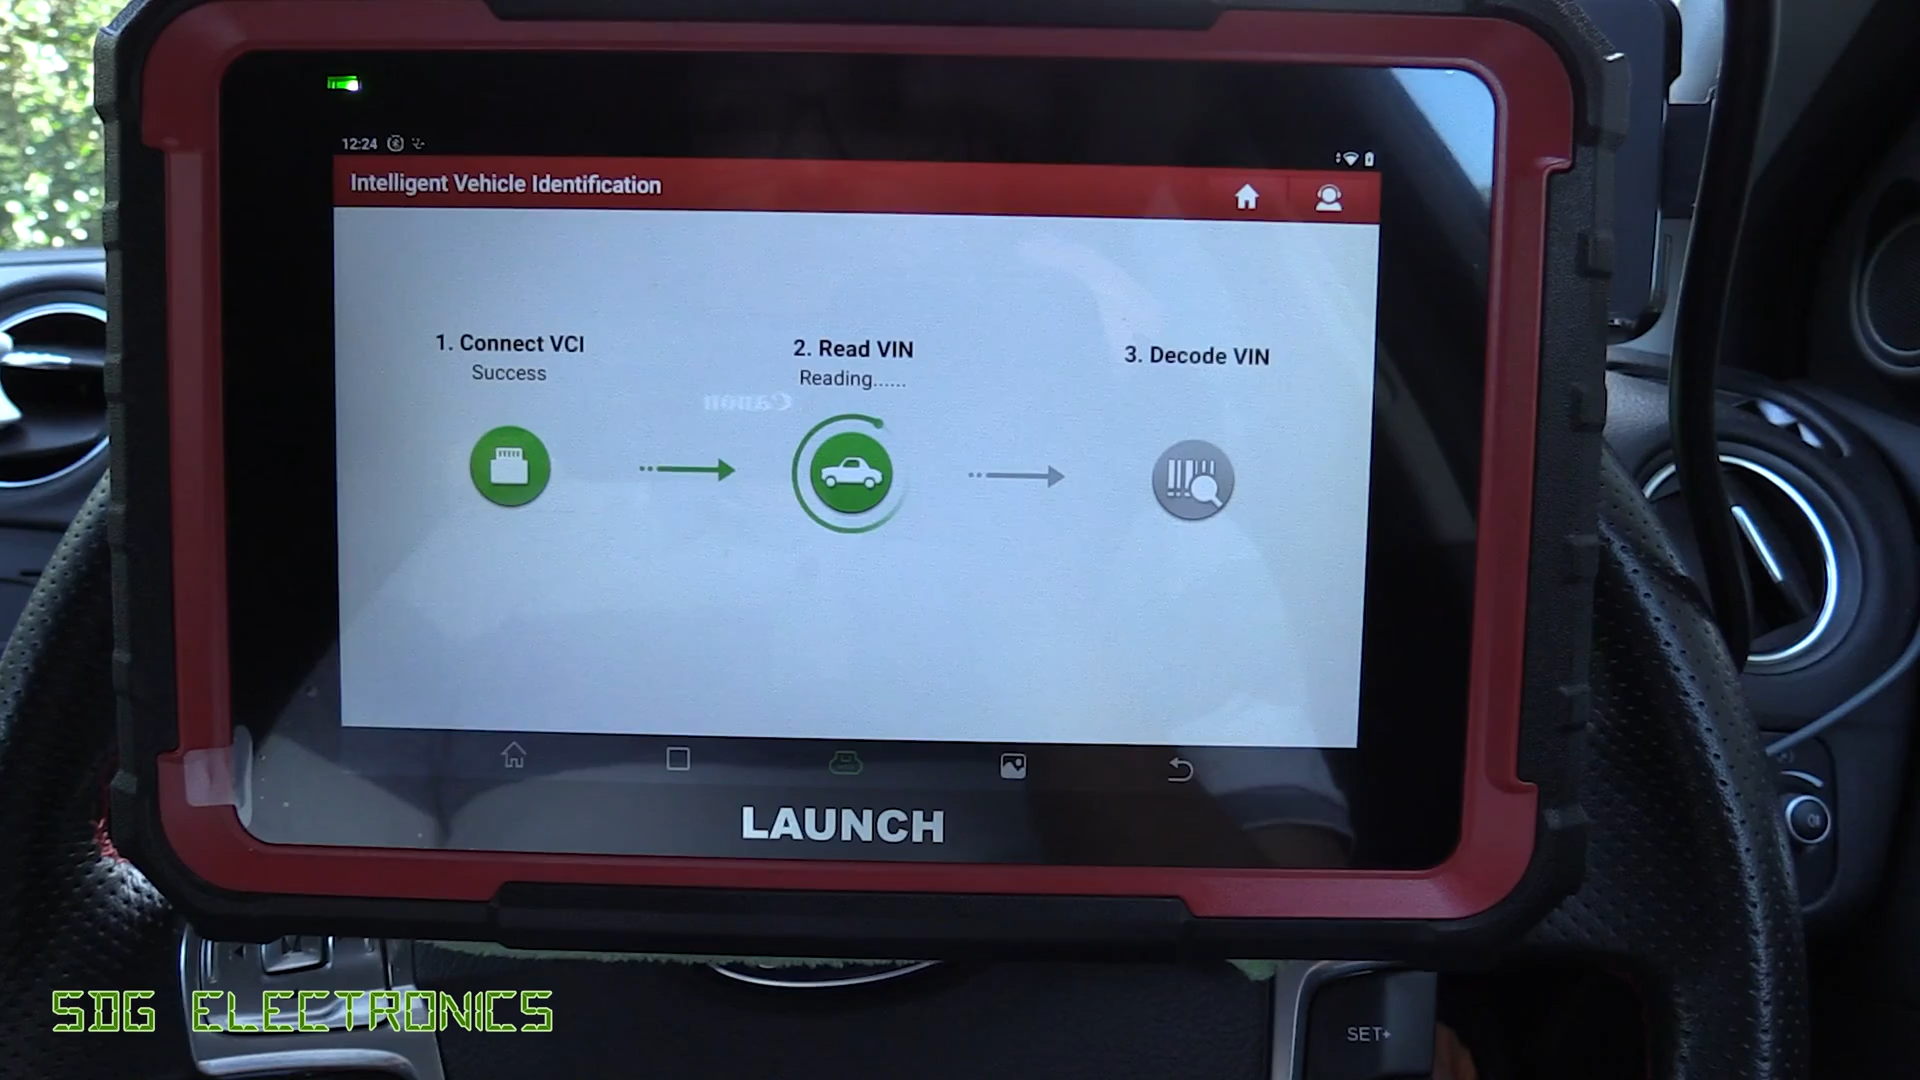 12:24
Intelligent Vehicle Identification
1. Connect VCI
Success
2. Read VIN
Reading......
3. Decode VIN
Canon
LAUNCH
SET+
SDG ELECTRONICS